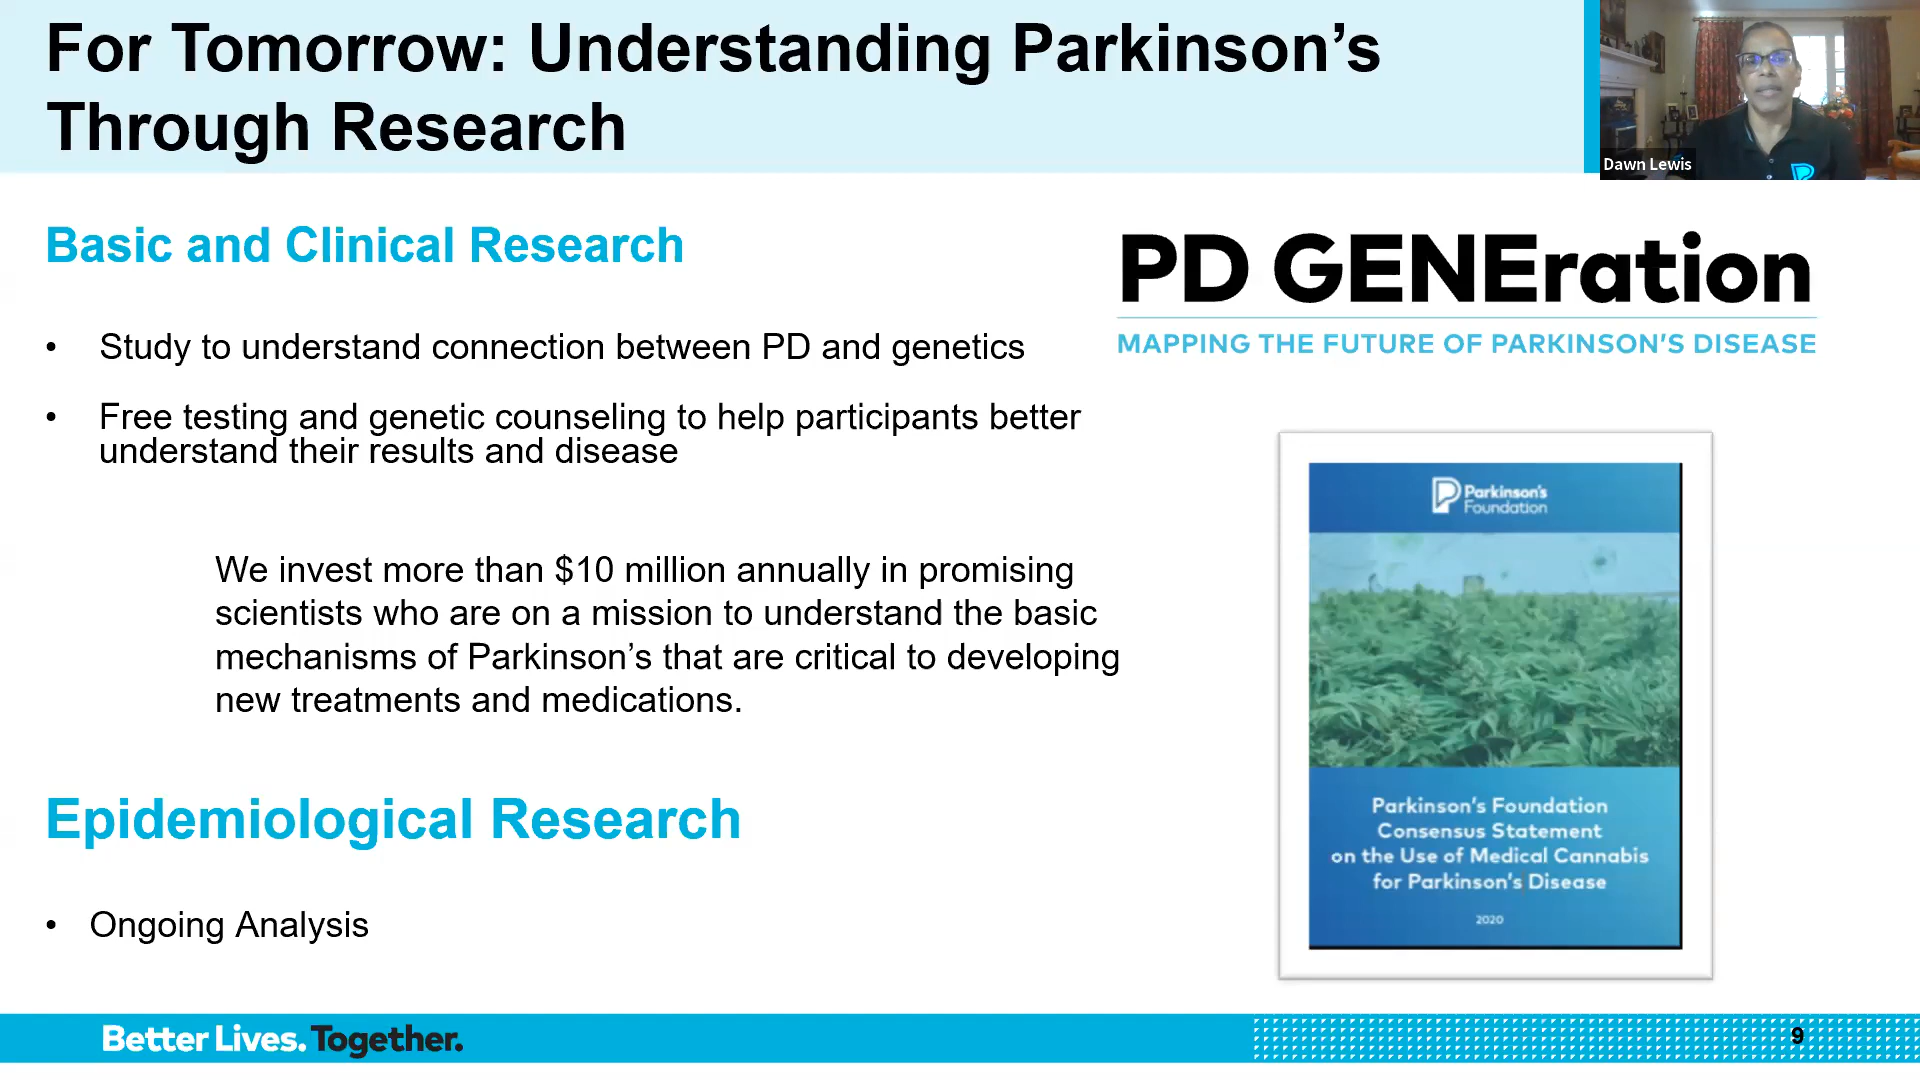 For Tomorrow: Understanding Parkinson’s
Through Research
Dawn Lewis
Basic and Clinical Research
• Study to understand connection between PD and genetics
• Free testing and genetic counseling to help participants better
understand their results and disease
We invest more than $10 million annually in promising
scientists who are on a mission to understand the basic
mechanisms of Parkinson’s that are critical to developing
new treatments and medications.
Epidemiological Research
• Ongoing Analysis
PD GENEration
MAPPING THE FUTURE OF PARKINSON’S DISEASE
Parkinson's
Foundation
Parkinson’s Foundation
Consensus Statement
on the Use of Medical Cannabis
for Parkinson’s Disease
2020
Better Lives. Together.
9